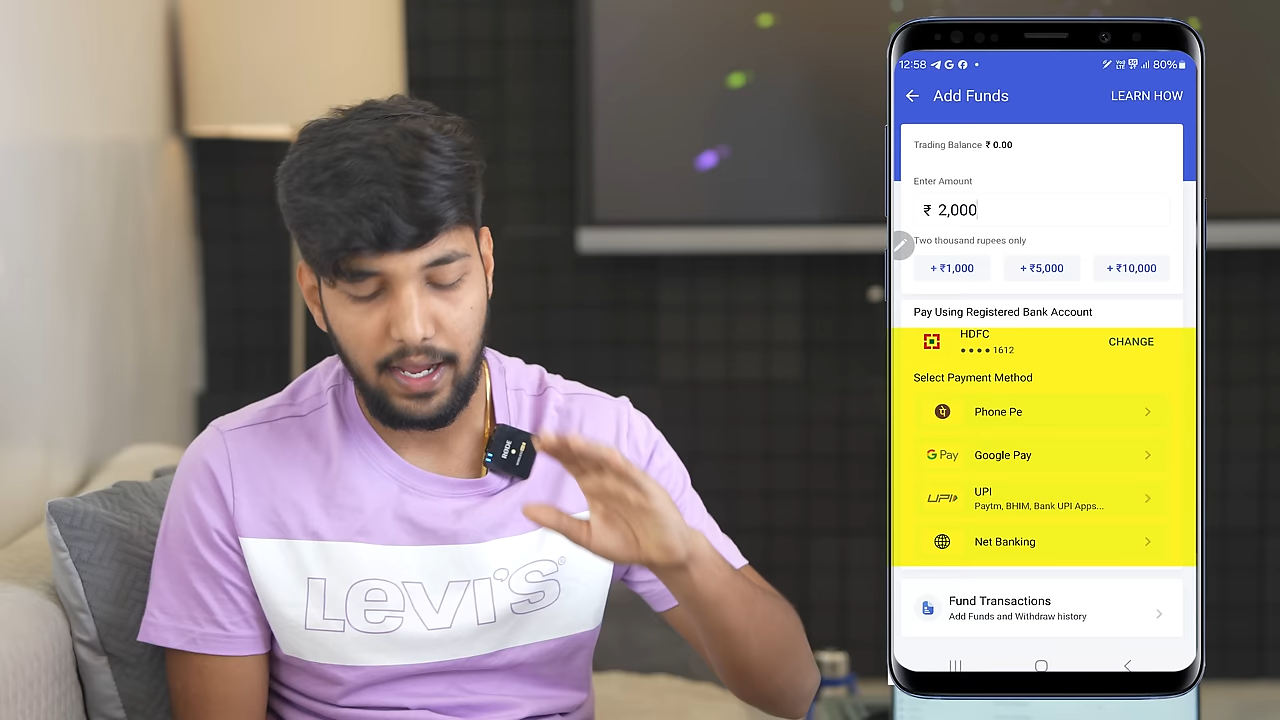 LEVI'S®
RØDE
12:58
80%
Add Funds
LEARN HOW
Trading Balance ₹ 0.00
Enter Amount
₹ 2,000
Two thousand rupees only
+ ₹1,000
+ ₹5,000
+ ₹10,000
Pay Using Registered Bank Account
HDFC
•••• 1612
CHANGE
Select Payment Method
Phone Pe
G Pay
Google Pay
UPI
UPI
Paytm, BHIM, Bank UPI Apps...
Net Banking
Fund Transactions
Add Funds and Withdraw history